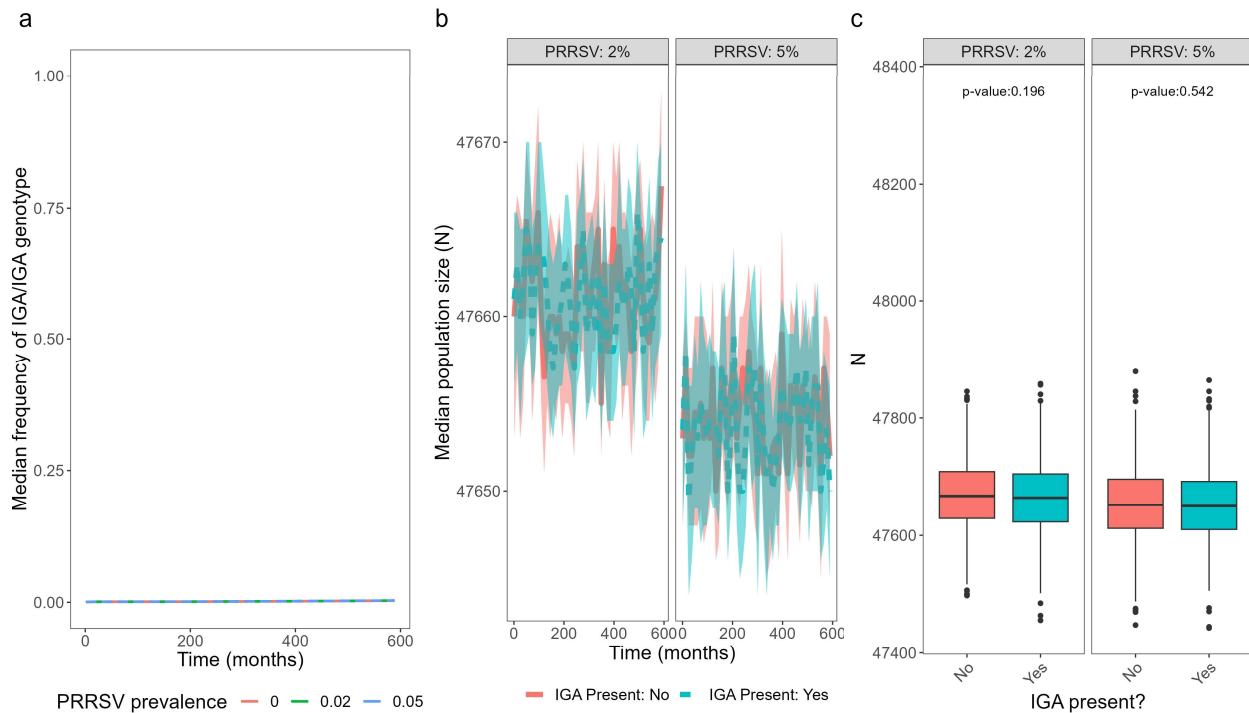 a
Median frequency of IGA/IGA genotype
1.00
0.75
0.50
0.25
0.00
0
200
400
600
Time (months)
PRRSV prevalence
0
0.02
0.05
b
Median population size (N)
PRRSV: 2%
PRRSV: 5%
47670
47660
47650
0
200
400
600
0
200
400
600
Time (months)
IGA Present: No
IGA Present: Yes
c
N
PRRSV: 2%
PRRSV: 5%
p-value:0.196
p-value:0.542
48400
48200
48000
47800
47600
47400
No
Yes
No
Yes
IGA present?